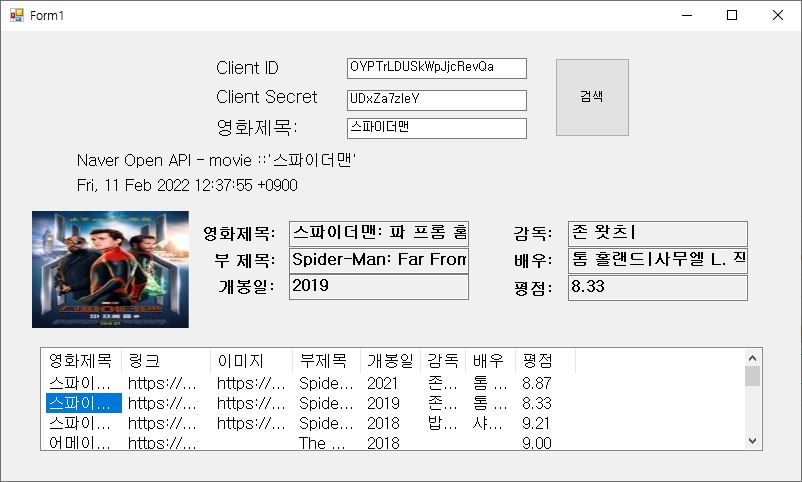 Form1
Client ID OYPTrLDUSkWpJjcRevQa
Client Secret UDxZa7zleY
검색
영화제목: 스파이더맨
Naver Open API - movie ::'스파이더맨'
Fri, 11 Feb 2022 12:37:55 +0900
영화제목: 스파이더맨: 파 프롬 홈 감독: 존 왓츠|
부 제목: Spider-Man: Far From 배우: 톰 홀랜드|사무엘 L. 잭
개봉일: 2019 평점: 8.33
영화제목 링크 이미지 부제목 개봉일 감독 배우 평점
스파이... https://... https://... Spide... 2021 존... 톰 ... 8.87
스파이... https://... https://... Spide... 2019 존... 톰 ... 8.33
스파이... https://... https://... Spide... 2018 밥... 샤... 9.21
어메이... https://... The ... 2018 9.00